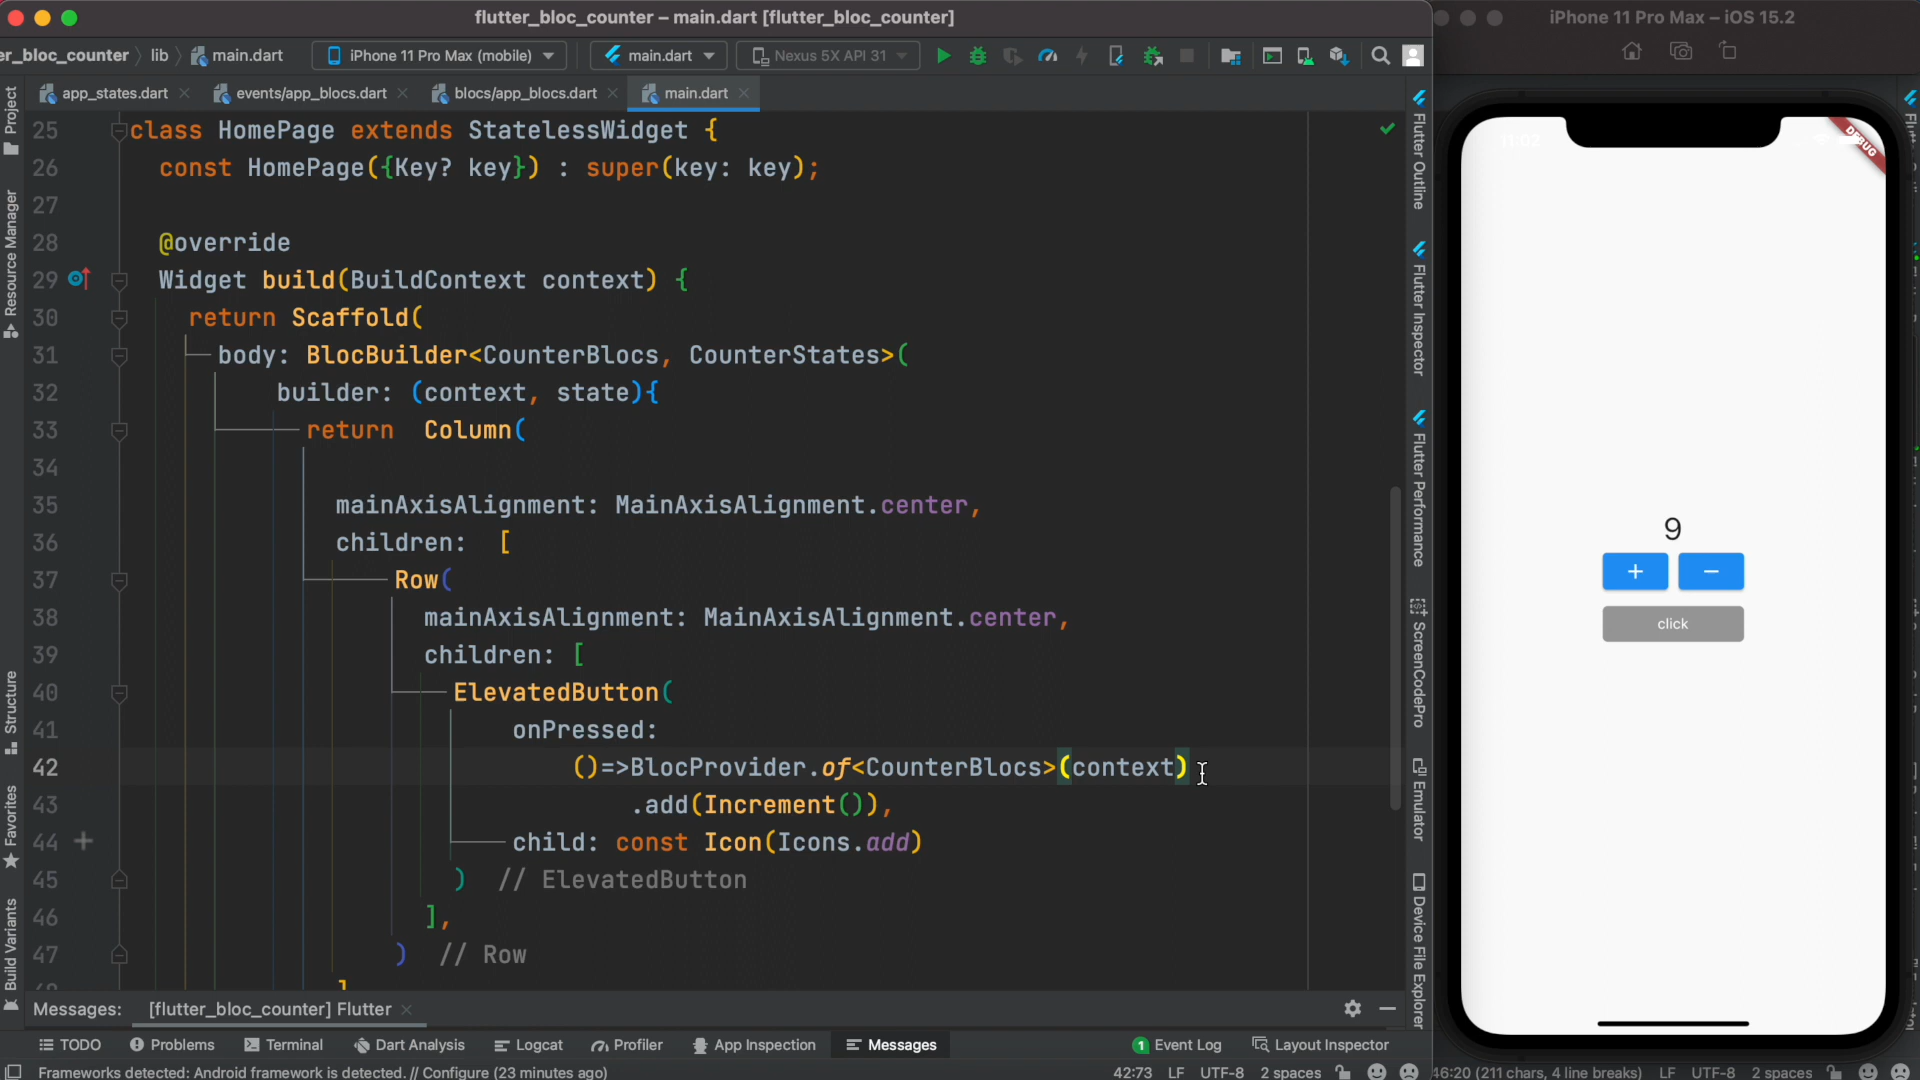 flutter_bloc_counter – main.dart [flutter_bloc_counter]
iPhone 11 Pro Max – iOS 15.2
er_bloc_counter
lib
main.dart
iPhone 11 Pro Max (mobile)
main.dart
Nexus 5X API 31
app_states.dart
events/app_blocs.dart
blocs/app_blocs.dart
main.dart
25 class HomePage extends StatelessWidget {
26 const HomePage({Key? key}) : super(key: key);
27
28 @override
29 Widget build(BuildContext context) {
30 return Scaffold(
31 body: BlocBuilder<CounterBlocs, CounterStates>(
32 builder: (context, state){
33 return  Column(
34
35 mainAxisAlignment: MainAxisAlignment.center,
36 children:  [
37 Row(
38 mainAxisAlignment: MainAxisAlignment.center,
39 children: [
40 ElevatedButton(
41 onPressed:
42 ()=>BlocProvider.of<CounterBlocs>(context)
43 .add(Increment()),
44 child: const Icon(Icons.add)
45 )  // ElevatedButton
46 ],
47 )  // Row
Project
Resource Manager
Structure
Favorites
Build Variants
Flutter Outline
Flutter Inspector
Flutter Performance
ScreenCodePro
Emulator
Device File Explorer
DEBUG
9
+ −
click
Messages:
[flutter_bloc_counter] Flutter
TODO
Problems
Terminal
Dart Analysis
Logcat
Profiler
App Inspection
Messages
1 Event Log
Layout Inspector
Frameworks detected: Android framework is detected. // Configure (23 minutes ago)
42:73 LF UTF-8 2 spaces
46:20 (211 chars, 4 line breaks) LF UTF-8 2 spaces